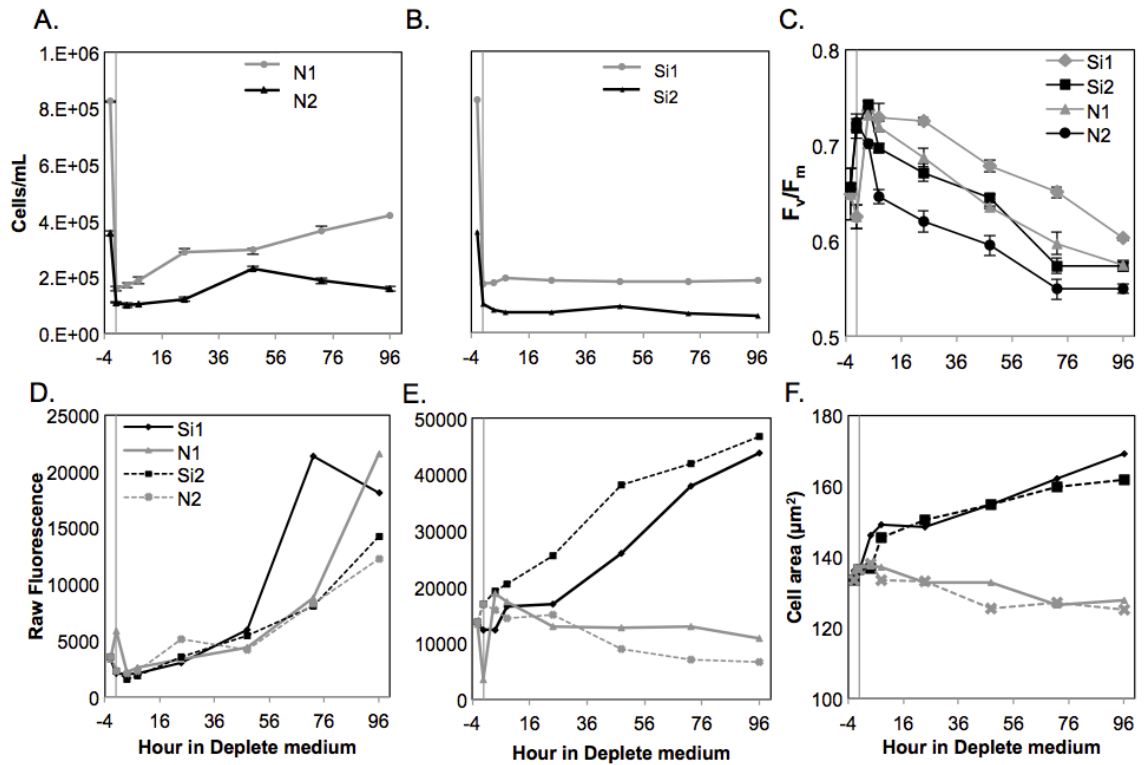 A.
1.E+06
8.E+05
6.E+05
4.E+05
2.E+05
0.E+00
Cells/mL
N1
N2
-4 16 36 56 76 96
B.
Si1
Si2
-4 16 36 56 76 96
C.
0.8
0.7
0.6
0.5
Fv/Fm
Si1
Si2
N1
N2
-4 16 36 56 76 96
D.
25000
20000
15000
10000
5000
0
Raw Fluorescence
Si1
N1
Si2
N2
-4 16 36 56 76 96
Hour in Deplete medium
E.
50000
40000
30000
20000
10000
0
-4 16 36 56 76 96
Hour in Deplete medium
F.
180
160
140
120
100
Cell area (µm²)
-4 16 36 56 76 96
Hour in Deplete medium